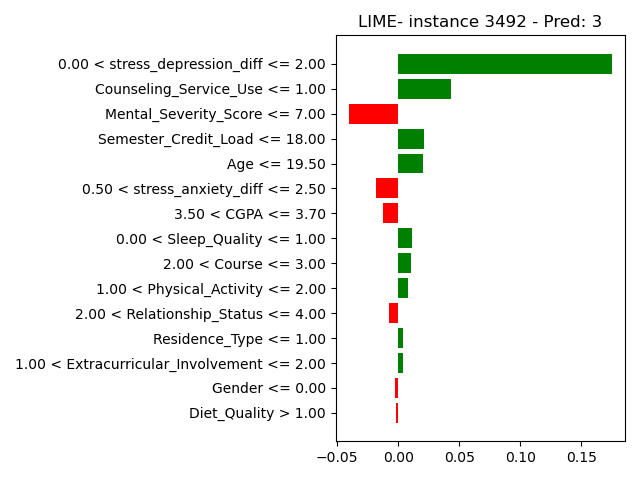 LIME- instance 3492 - Pred: 3
0.00 < stress_depression_diff <= 2.00
Counseling_Service_Use <= 1.00
Mental_Severity_Score <= 7.00
Semester_Credit_Load <= 18.00
Age <= 19.50
0.50 < stress_anxiety_diff <= 2.50
3.50 < CGPA <= 3.70
0.00 < Sleep_Quality <= 1.00
2.00 < Course <= 3.00
1.00 < Physical_Activity <= 2.00
2.00 < Relationship_Status <= 4.00
Residence_Type <= 1.00
1.00 < Extracurricular_Involvement <= 2.00
Gender <= 0.00
Diet_Quality > 1.00
−0.05 0.00 0.05 0.10 0.15